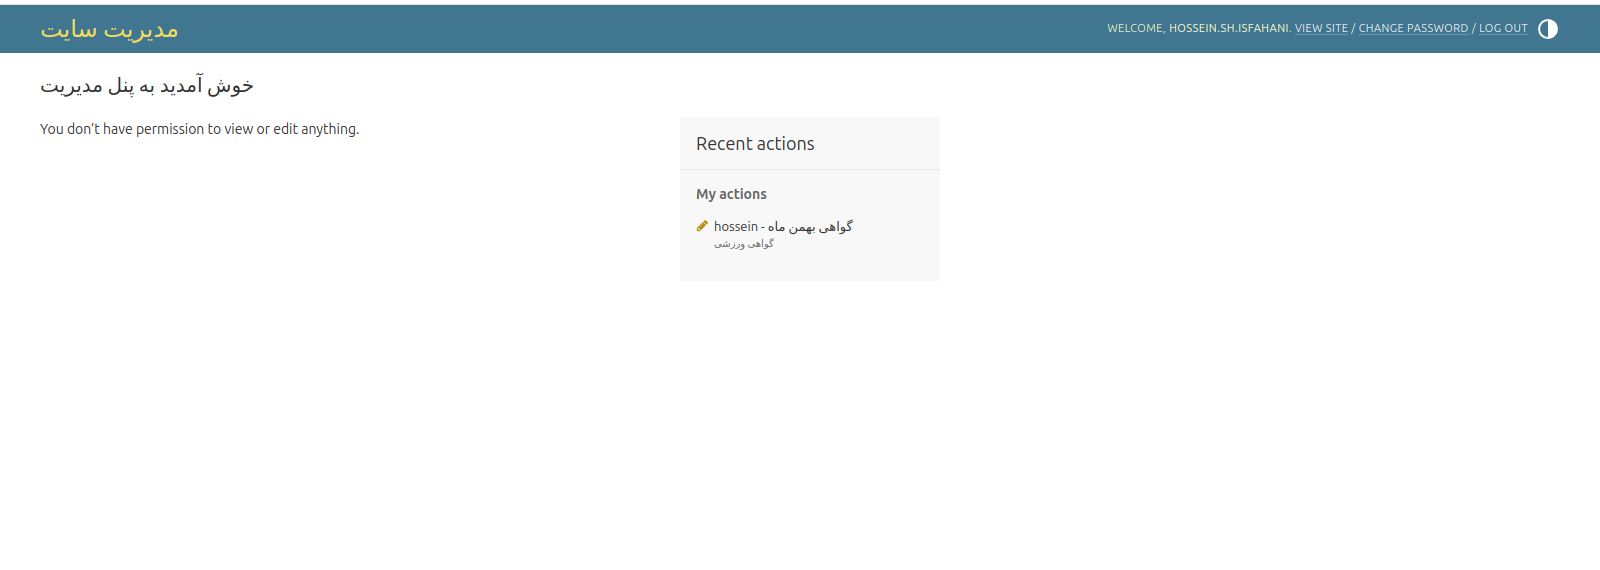 مدیریت سایت
WELCOME, HOSSEIN.SH.ISFAHANI. VIEW SITE / CHANGE PASSWORD / LOG OUT
خوش آمدید به پنل مدیریت
You don’t have permission to view or edit anything.
Recent actions
My actions
hossein - گواهی بهمن ماه
گواهی ورزشی